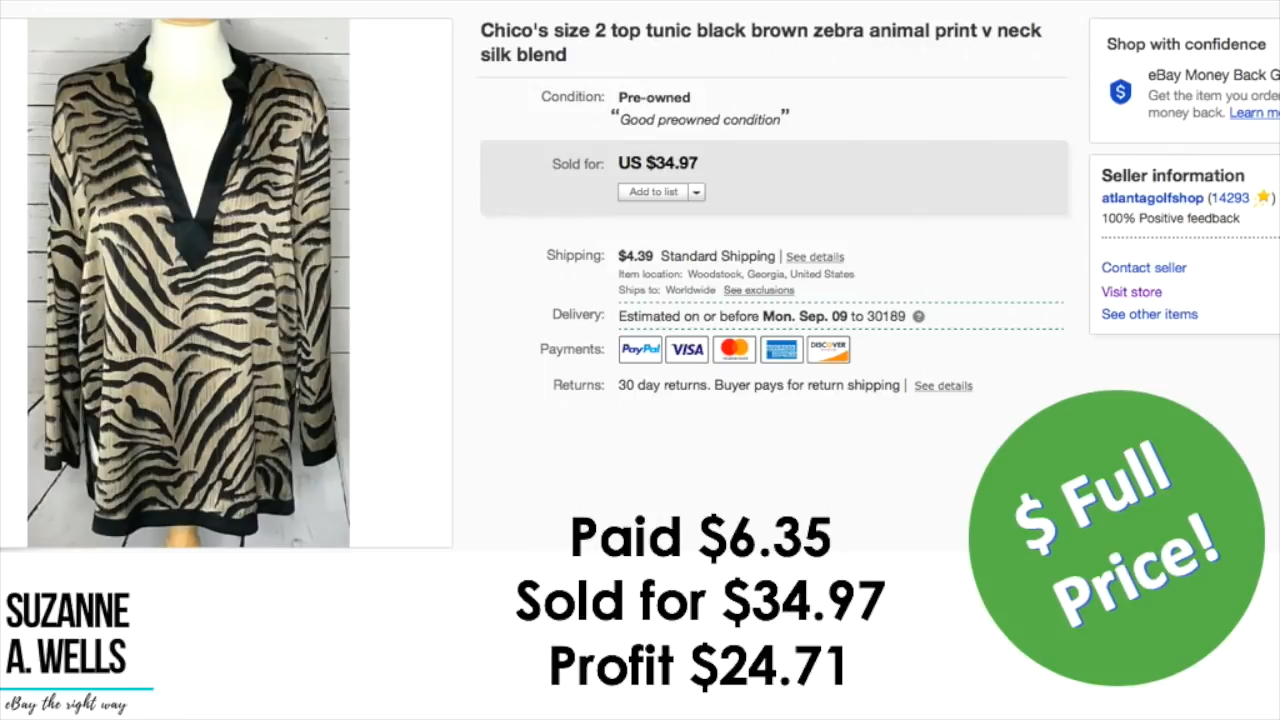 Chico's size 2 top tunic black brown zebra animal print v neck
silk blend
Condition: Pre-owned
“Good preowned condition”
Sold for: US $34.97
Add to list
Shipping: $4.39 Standard Shipping | See details
Item location: Woodstock, Georgia, United States
Ships to: Worldwide See exclusions
Delivery: Estimated on or before Mon. Sep. 09 to 30189 ?
Payments: PayPal VISA MasterCard AMERICAN EXPRESS DISCOVER
Returns: 30 day returns. Buyer pays for return shipping | See details
Shop with confidence
$
eBay Money Back G
Get the item you orde
money back. Learn m
Seller information
atlantagolfshop (14293 )
100% Positive feedback
Contact seller
Visit store
See other items
$ Full
Price!
Paid $6.35
Sold for $34.97
Profit $24.71
SUZANNE
A. WELLS
eBay the right way